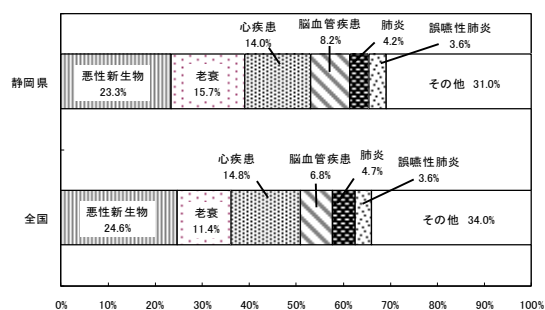 心疾患
14.0%
脳血管疾患
8.2%
肺炎
4.2%
誤嚥性肺炎
3.6%
静岡県
悪性新生物
23.3%
老衰
15.7%
その他 31.0%
心疾患
14.8%
脳血管疾患
6.8%
肺炎
4.7%
誤嚥性肺炎
3.6%
全国
悪性新生物
24.6%
老衰
11.4%
その他 34.0%
0% 10% 20% 30% 40% 50% 60% 70% 80% 90% 100%